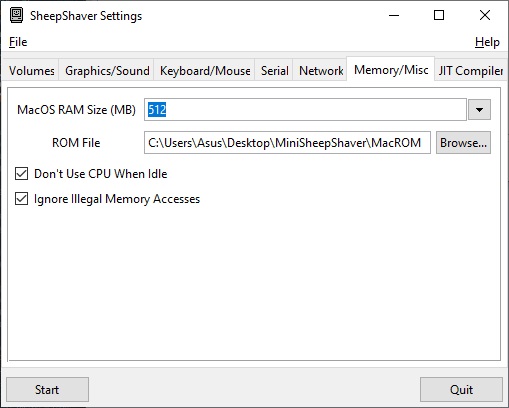 SheepShaver Settings
File Help
Volumes Graphics/Sound Keyboard/Mouse Serial Network Memory/Misc JIT Compiler
MacOS RAM Size (MB) 512
ROM File C:\Users\Asus\Desktop\MiniSheepShaver\MacROM Browse...
Don't Use CPU When Idle
Ignore Illegal Memory Accesses
Start Quit